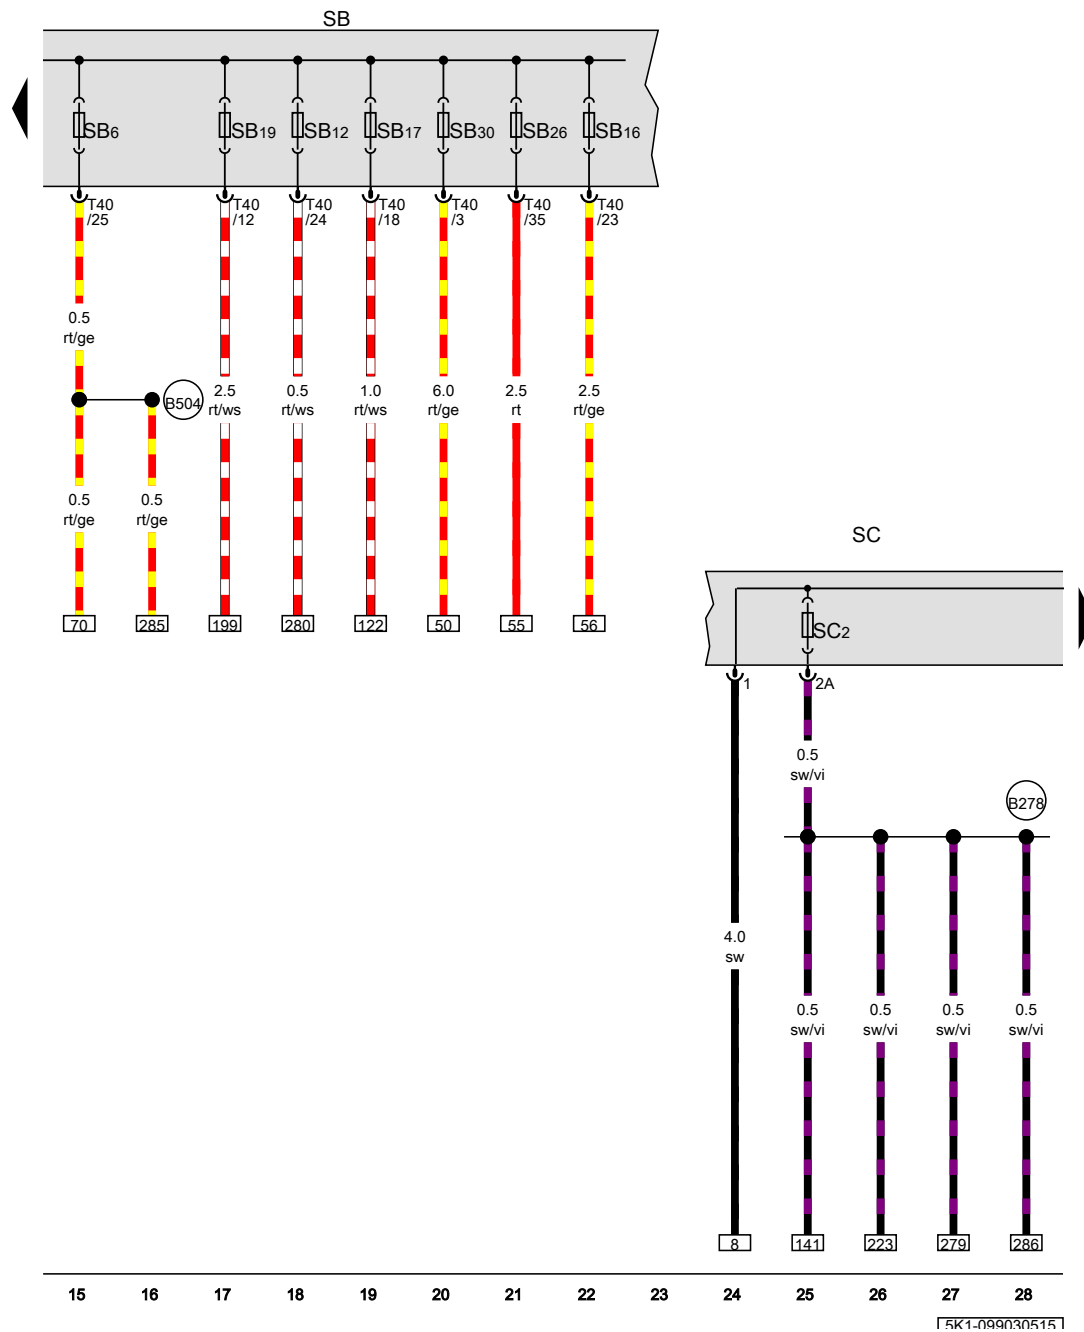 SB
SB6 SB19 SB12 SB17 SB30 SB26 SB16
T40 T40 T40 T40 T40 T40 T40
/25 /12 /24 /18 /3 /35 /23
0.5
rt/ge
B504
2.5 0.5 1.0 6.0 2.5 2.5
rt/ws rt/ws rt/ws rt/ge rt rt/ge
0.5 0.5
rt/ge rt/ge
70 285 199 280 122 50 55 56
SC
SC2
1 2A
0.5
sw/vi
B278
4.0
sw
0.5 0.5 0.5 0.5
sw/vi sw/vi sw/vi sw/vi
8 141 223 279 286
15 16 17 18 19 20 21 22 23 24 25 26 27 28
5K1-099030515